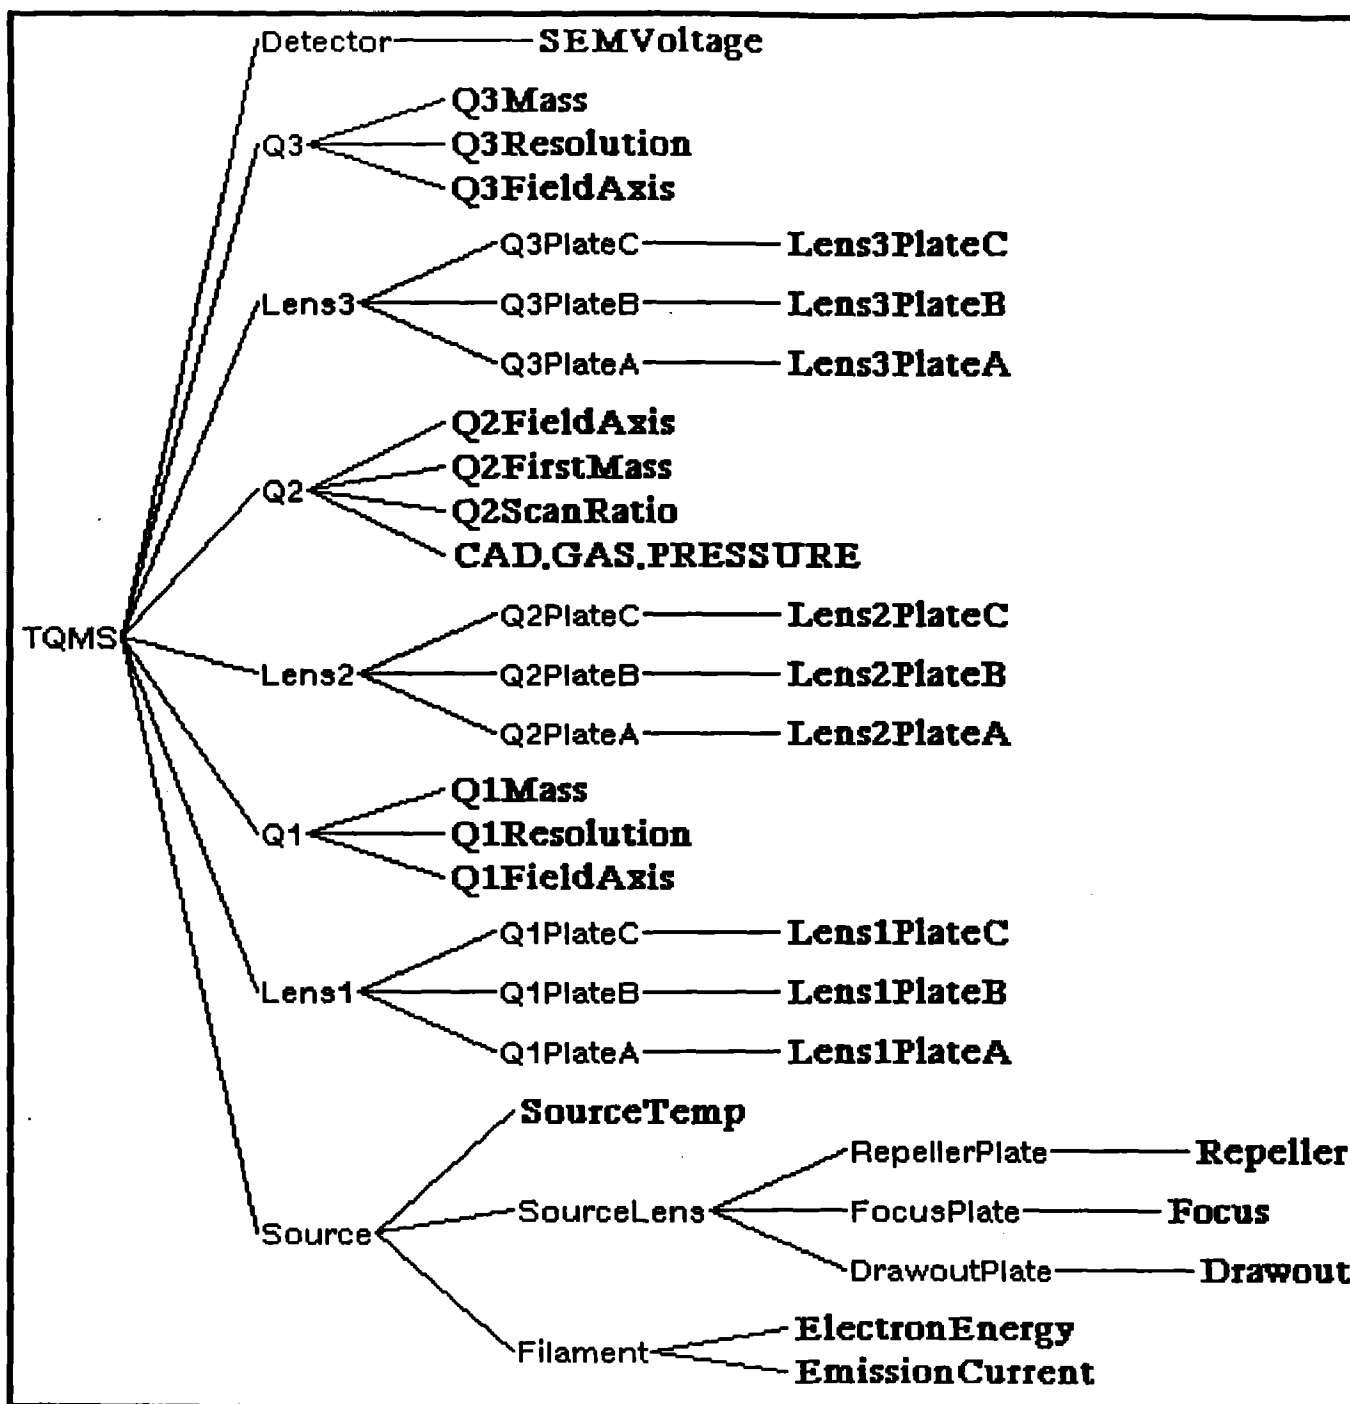 Detector SEMVoltage
Q3Mass
Q3 Q3Resolution
Q3FieldAxis
Q3PlateC Lens3PlateC
Lens3 Q3PlateB Lens3PlateB
Q3PlateA Lens3PlateA
Q2FieldAxis
Q2FirstMass
Q2
Q2ScanRatio
CAD.GAS.PRESSURE
Q2PlateC Lens2PlateC
TQMS
Lens2 Q2PlateB Lens2PlateB
Q2PlateA Lens2PlateA
Q1Mass
Q1 Q1Resolution
Q1FieldAxis
Q1PlateC Lens1PlateC
Lens1 Q1PlateB Lens1PlateB
Q1PlateA Lens1PlateA
SourceTemp
RepellerPlate Repeller
SourceLens FocusPlate Focus
Source
DrawoutPlate Drawout
ElectronEnergy
Filament
EmissionCurrent